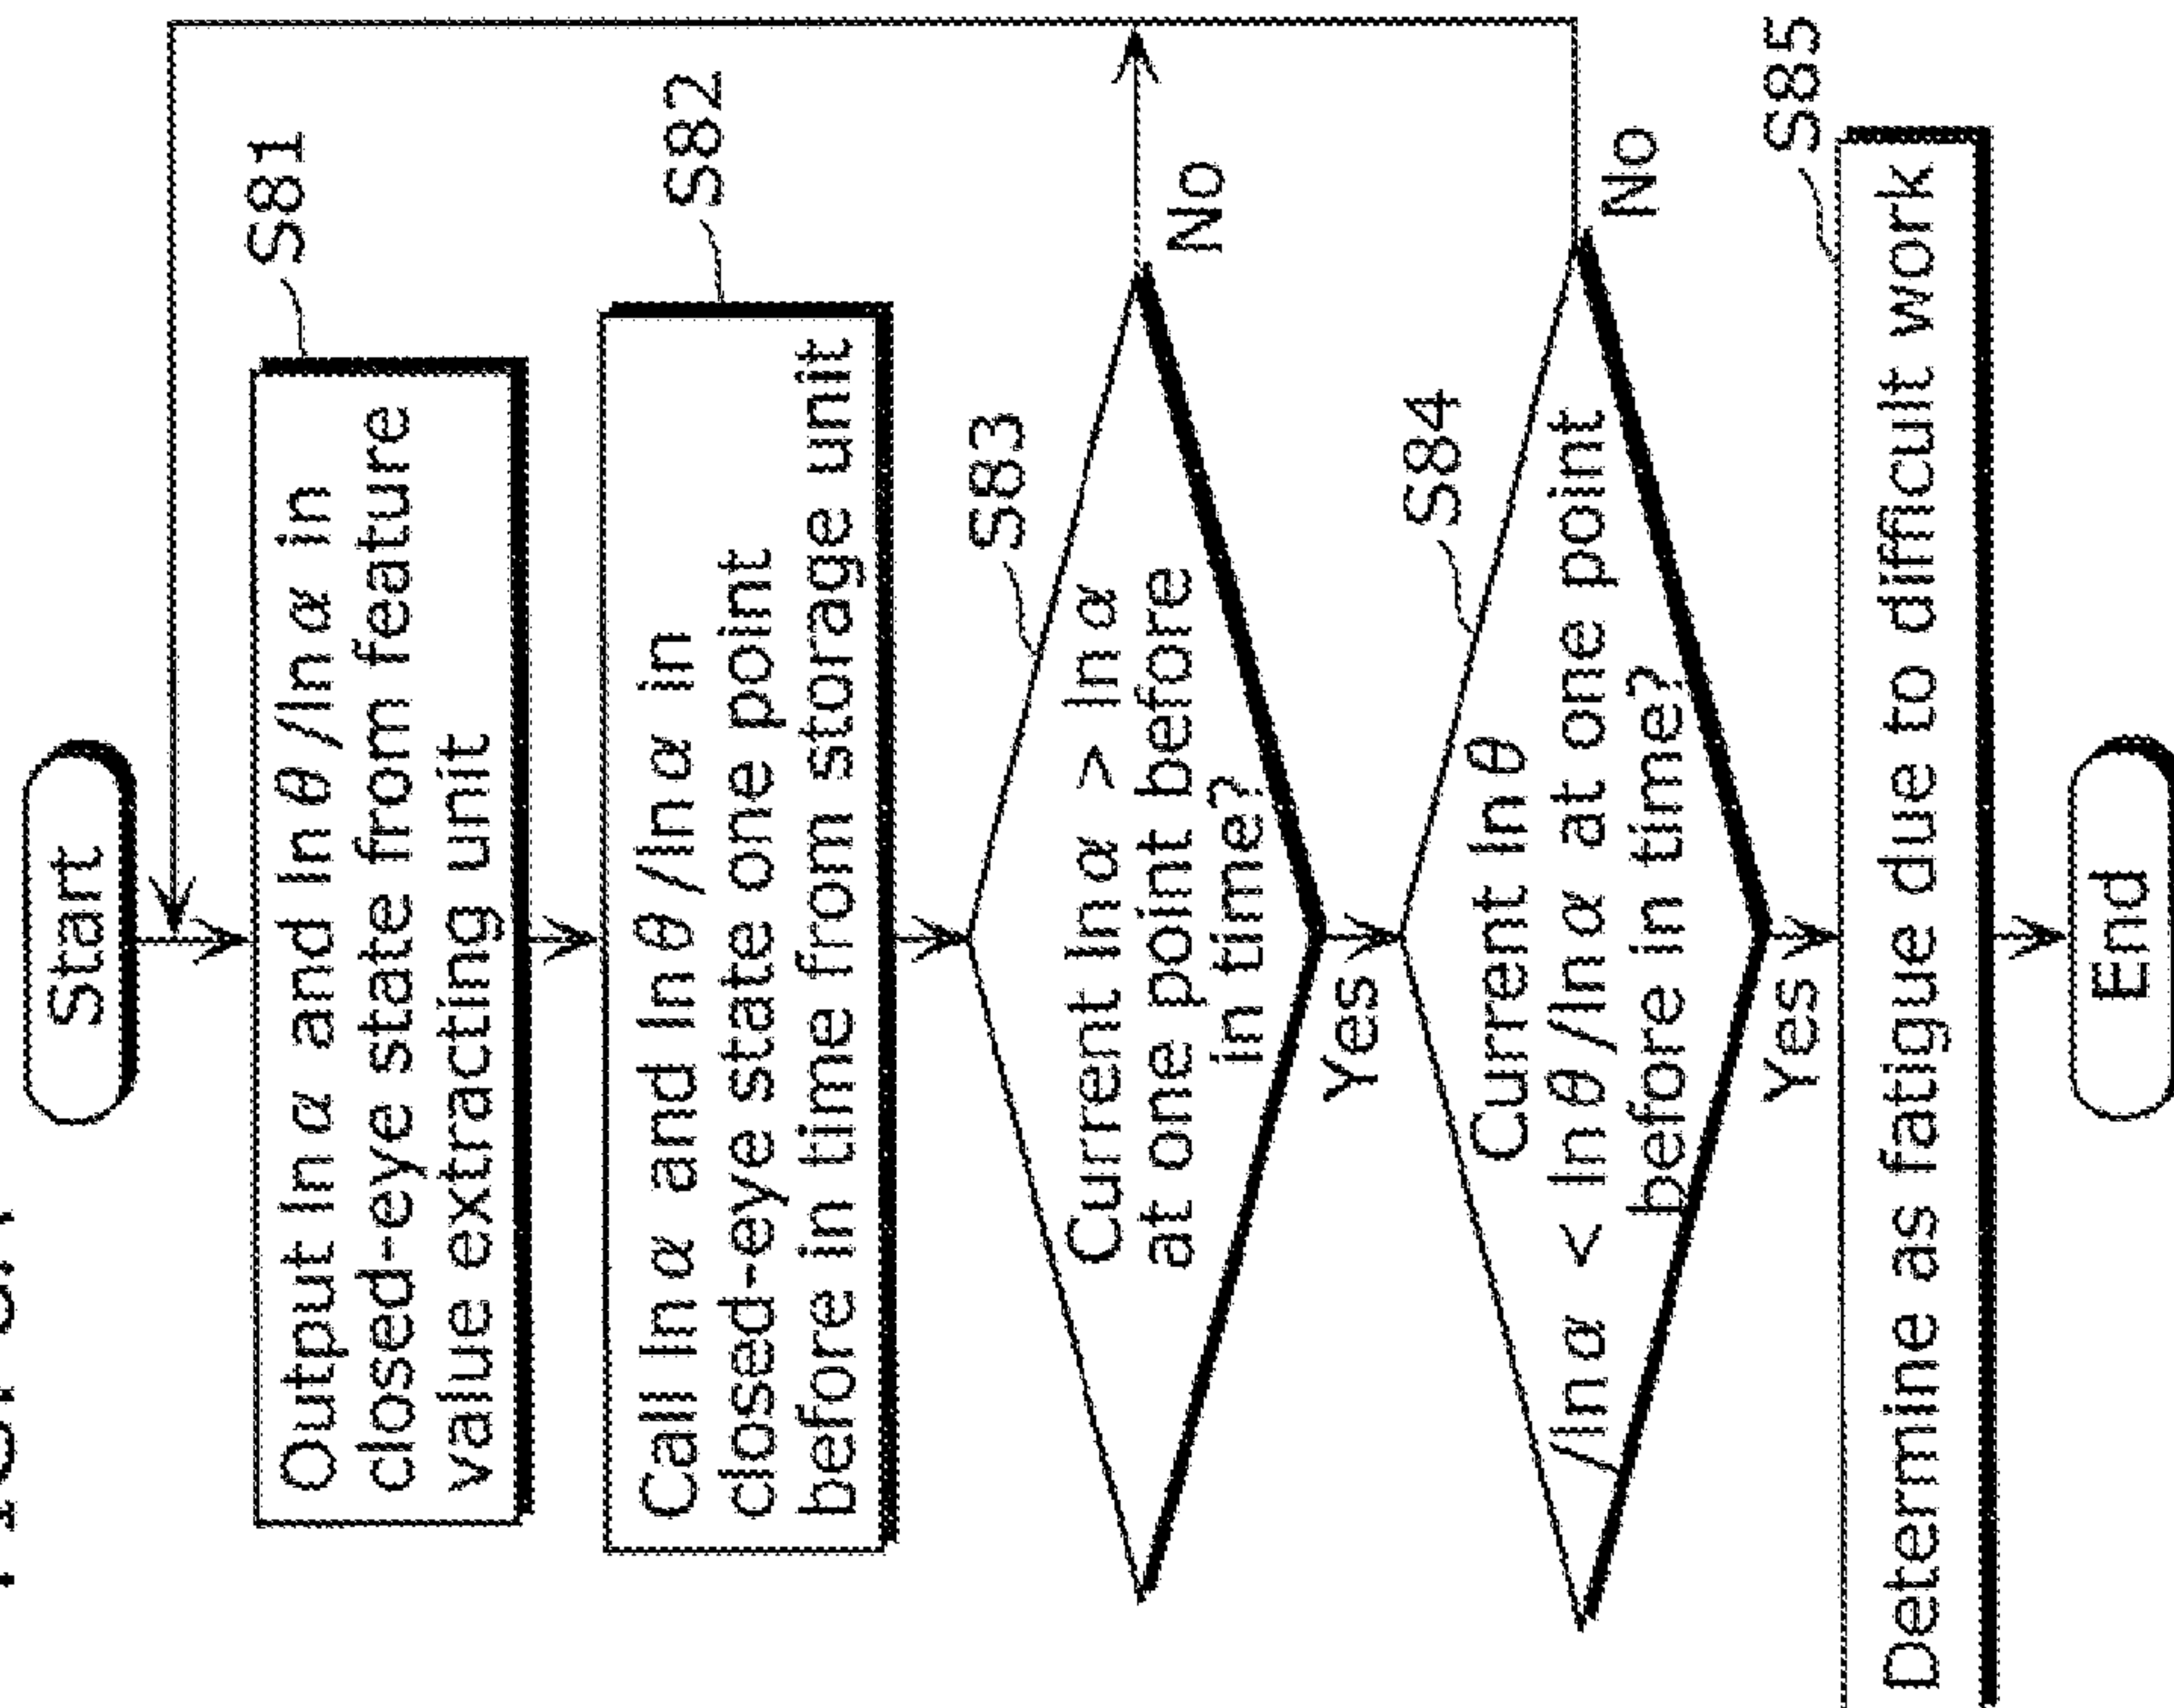 Start
S81
Output ln α and ln θ/ln α in
closed-eye state from feature
value extracting unit
S82
Call ln α and ln θ/ln α in
closed-eye state one point
before in time from storage unit
S83
Current ln α > ln α
at one point before
in time?
No
Yes
S84
Current ln θ
/ln α < ln θ/ln α at one point
before in time?
No
Yes
S85
Determine as fatigue due to difficult work
End